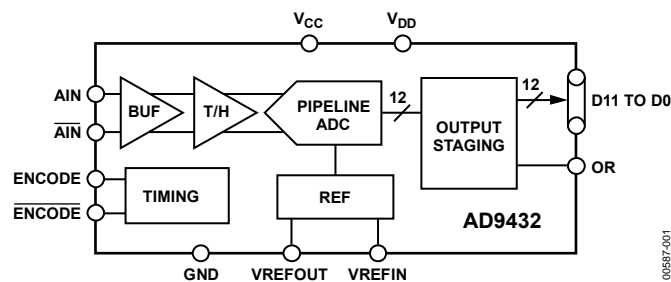 VCC VDD
AIN
AIN
BUF
T/H
PIPELINE
ADC
12
OUTPUT
STAGING
12
D11 TO D0
OR
ENCODE
ENCODE
TIMING
REF
AD9432
GND VREFOUT VREFIN
00587-001